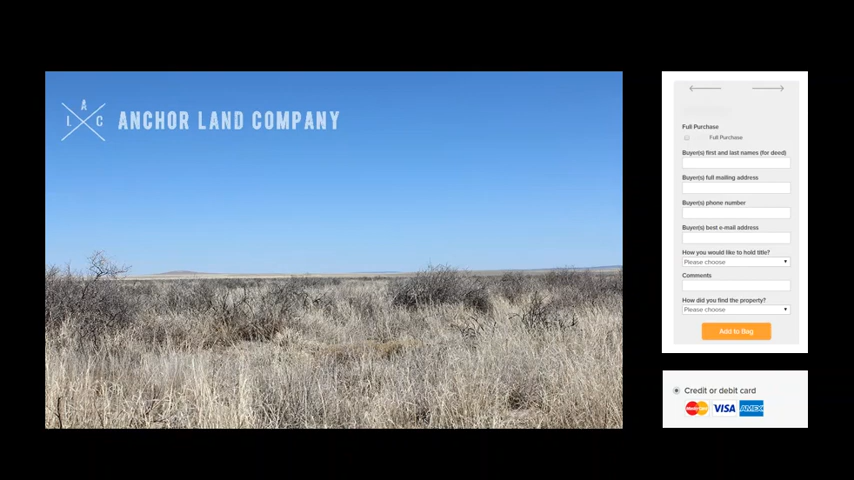 A
L C
ANCHOR LAND COMPANY
Full Purchase
Full Purchase
Buyer(s) first and last names (for deed)
Buyer(s) full mailing address
Buyer(s) phone number
Buyer(s) best e-mail address
How you would like to hold title?
Please choose
Comments
How did you find the property?
Please choose
Add to Bag
Credit or debit card
MasterCard VISA AMEX